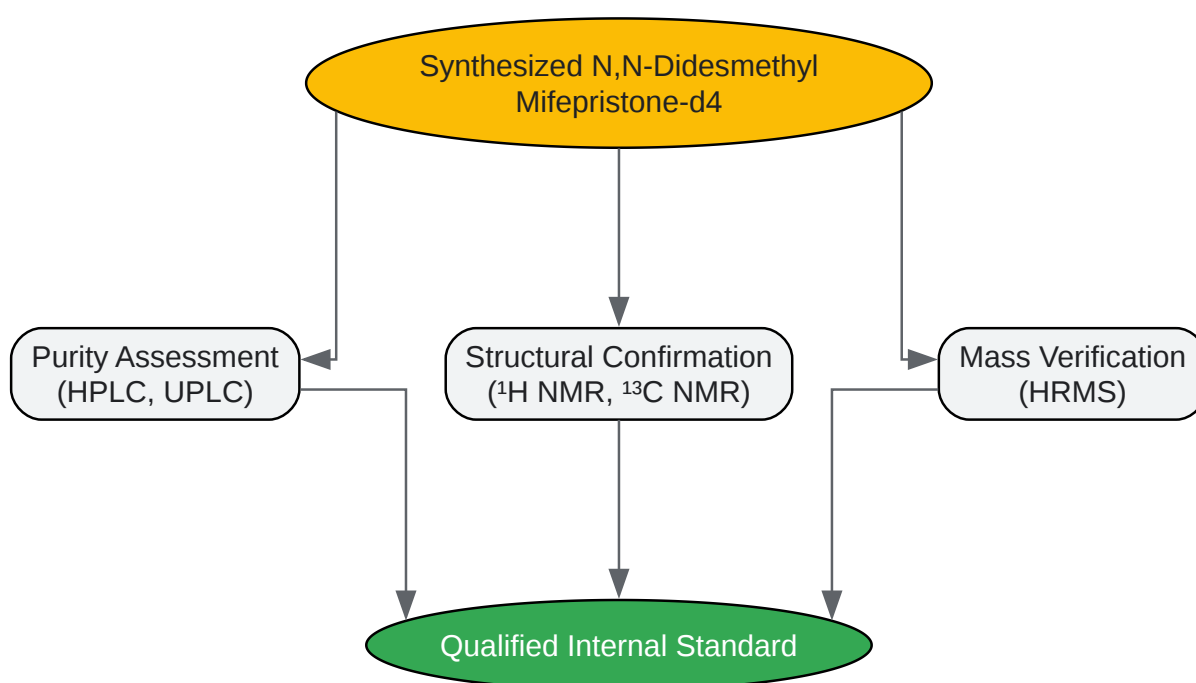 Synthesized N,N-Didesmethyl
Mifepristone-d4
Purity Assessment
(HPLC, UPLC)
Structural Confirmation
(¹H NMR, ¹³C NMR)
Mass Verification
(HRMS)
Qualified Internal Standard